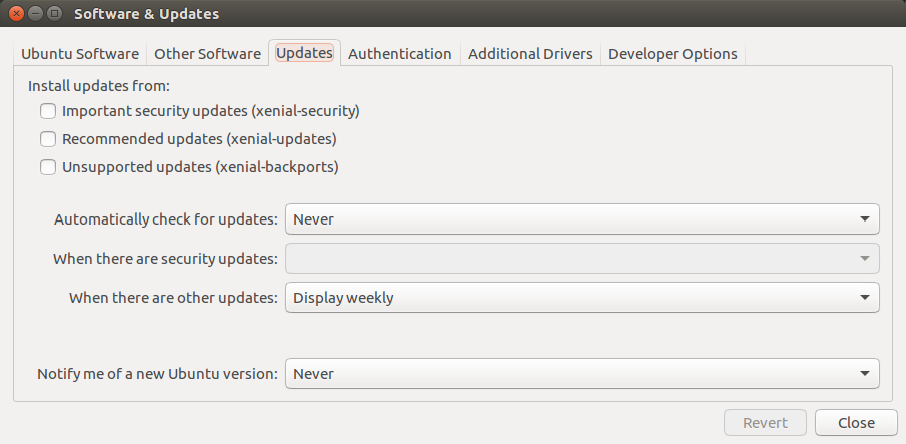 Software & Updates
Ubuntu Software Other Software Updates Authentication Additional Drivers Developer Options
Install updates from:
Important security updates (xenial-security)
Recommended updates (xenial-updates)
Unsupported updates (xenial-backports)
Automatically check for updates: Never
When there are security updates:
When there are other updates: Display weekly
Notify me of a new Ubuntu version: Never
Revert Close